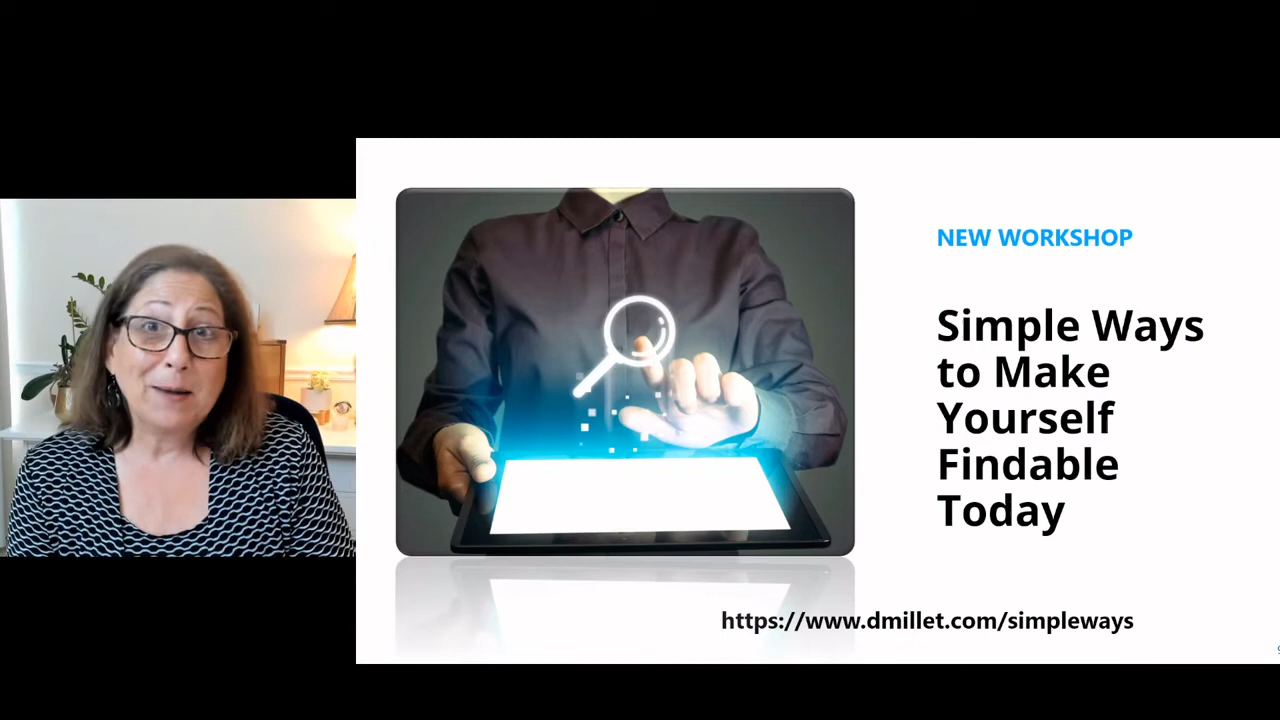 NEW WORKSHOP
Simple Ways
to Make
Yourself
Findable
Today
https://www.dmillet.com/simpleways